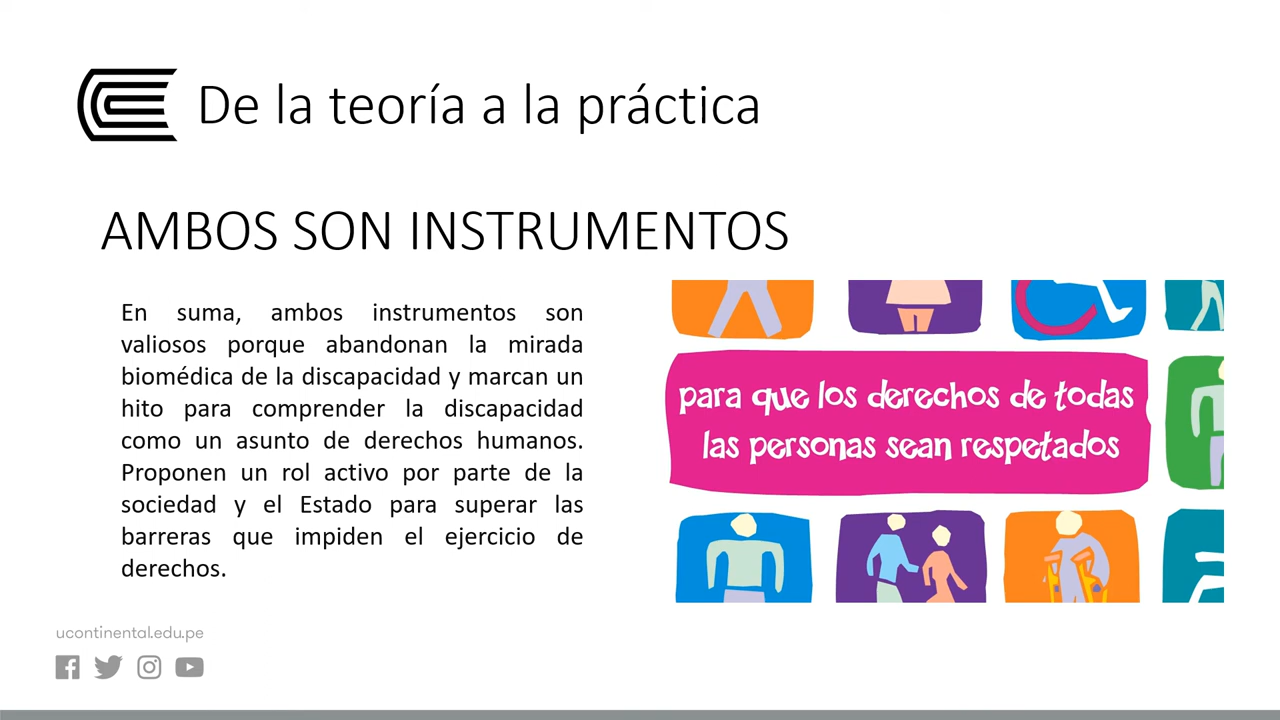 De la teoría a la práctica
AMBOS SON INSTRUMENTOS
En suma, ambos instrumentos son
valiosos porque abandonan la mirada
biomédica de la discapacidad y marcan un
hito para comprender la discapacidad
como un asunto de derechos humanos.
Proponen un rol activo por parte de la
sociedad y el Estado para superar las
barreras que impiden el ejercicio de
derechos.
para que los derechos de todas
las personas sean respetados
ucontinental.edu.pe